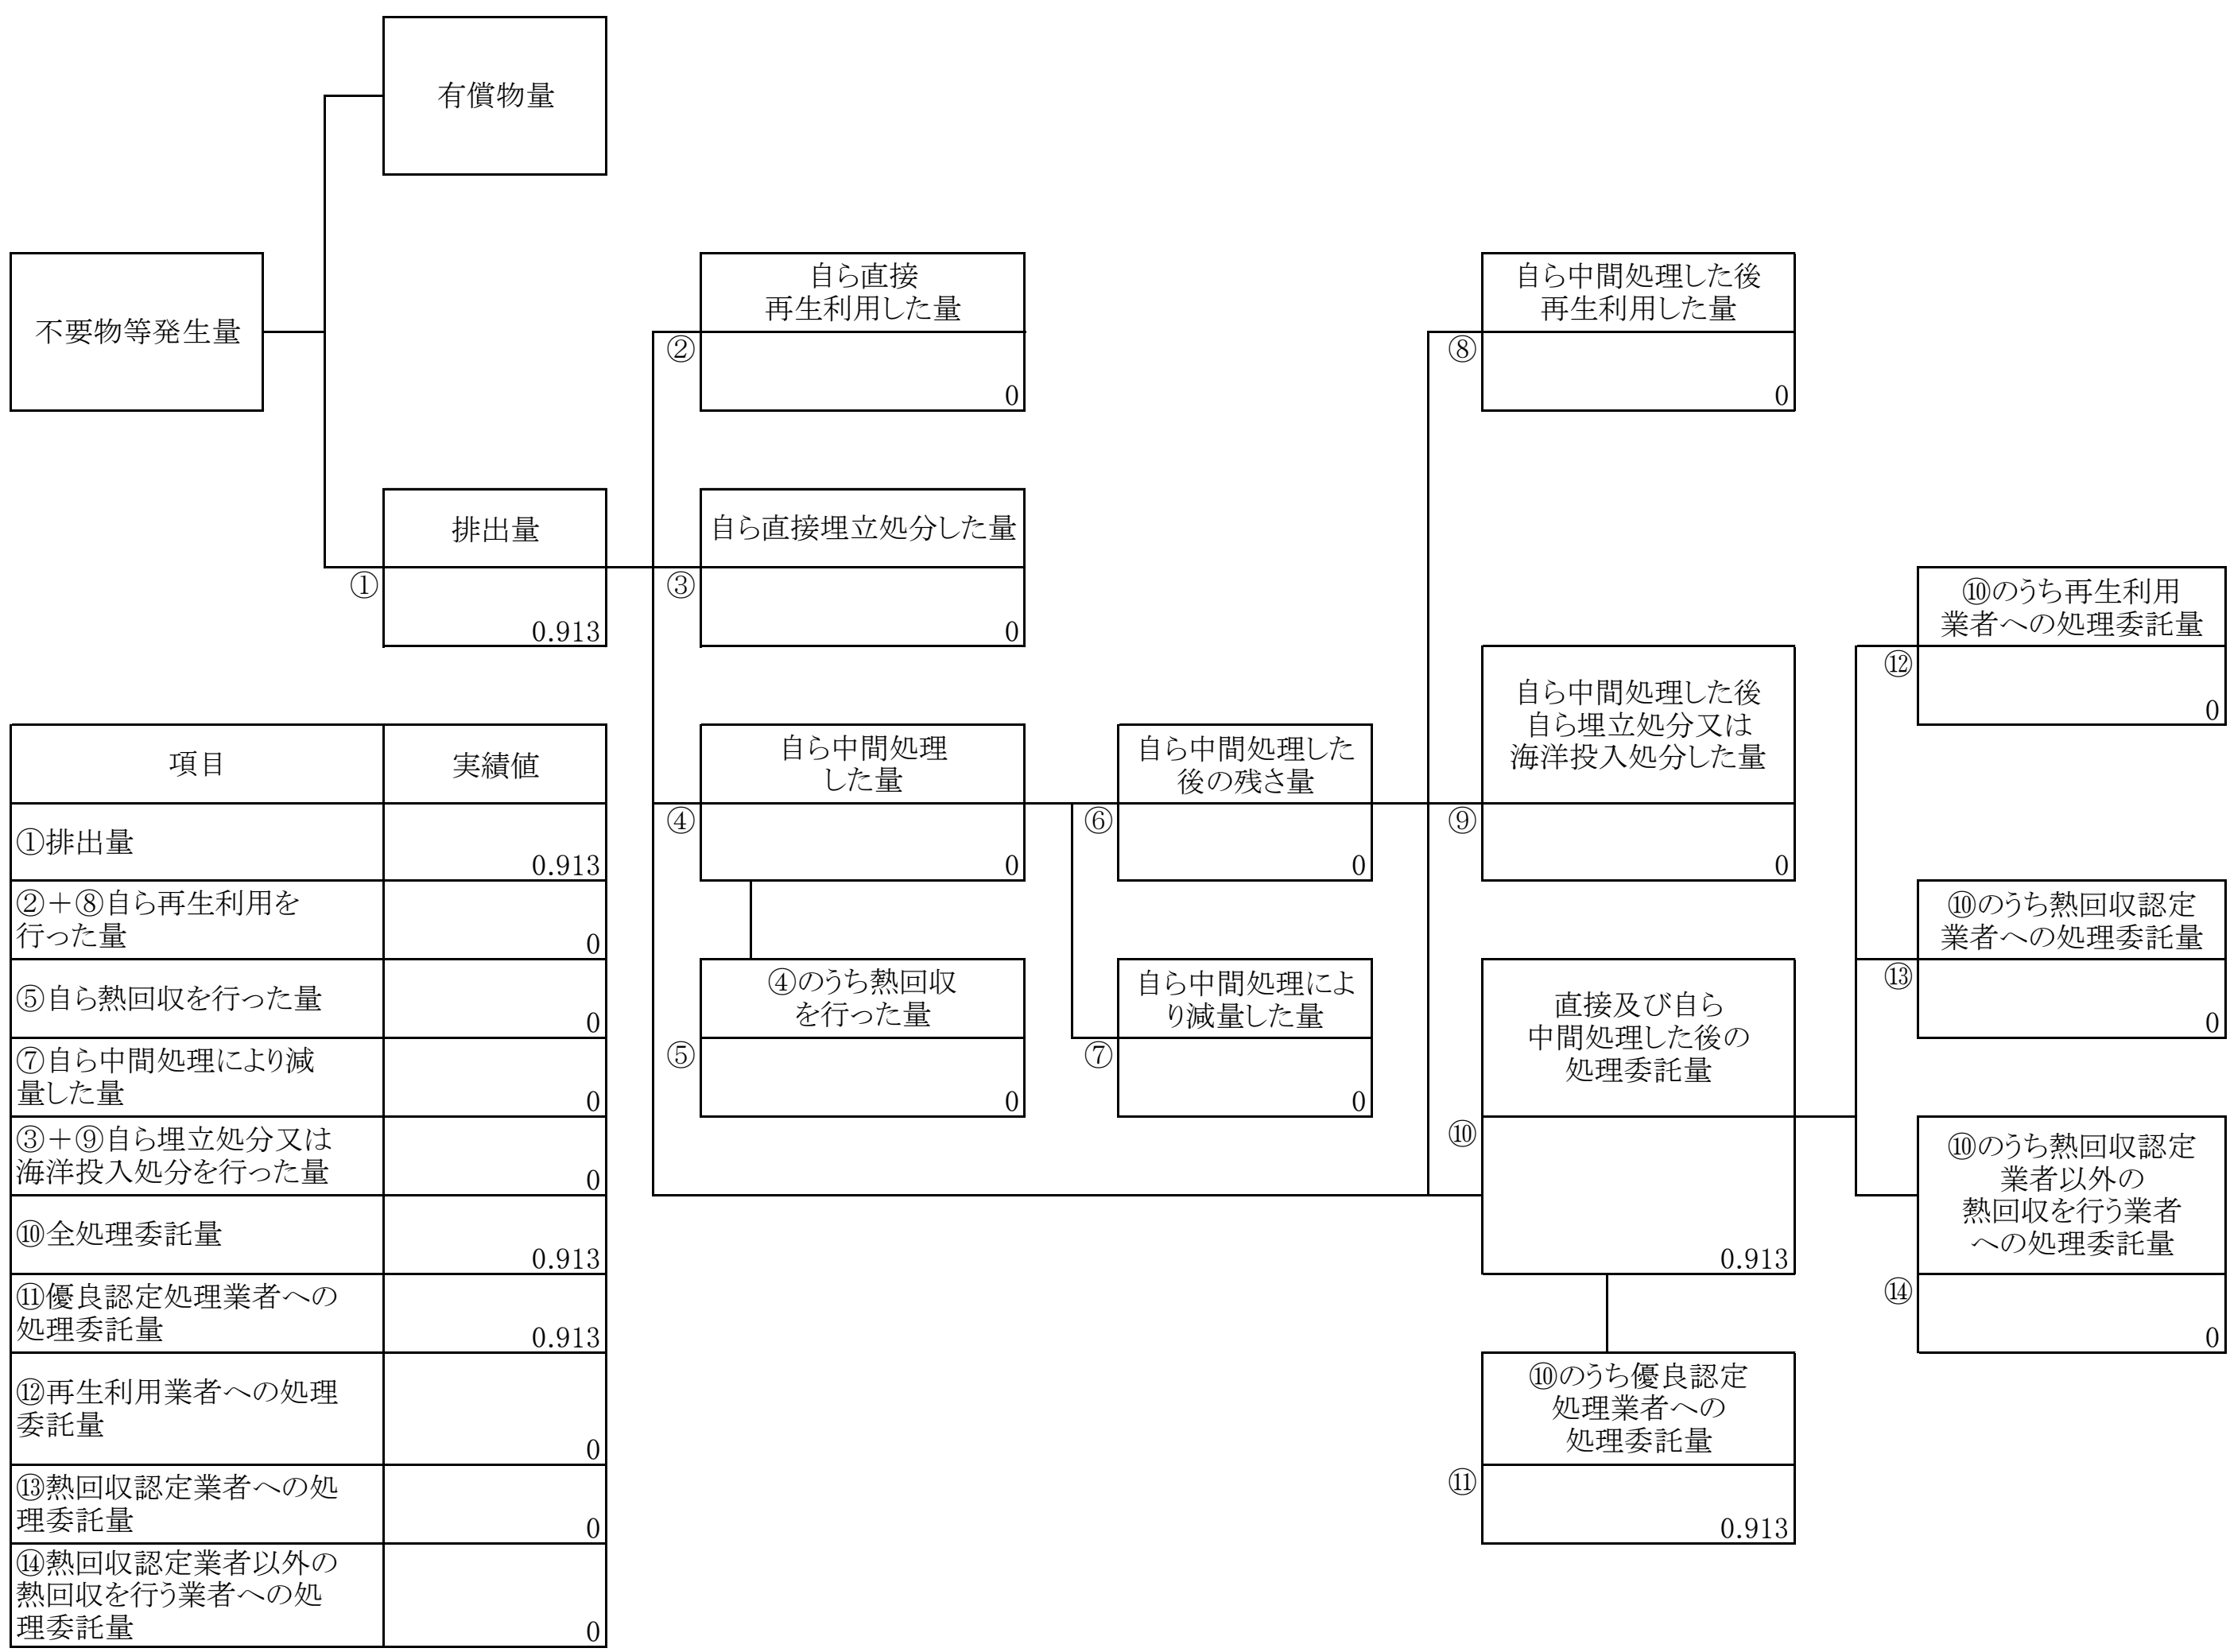 有償物量
不要物等発生量
自ら直接
再生利用した量
②
0
自ら中間処理した後
再生利用した量
⑧
0
排出量
①
0.913
自ら直接埋立処分した量
③
0
⑩のうち再生利用
業者への処理委託量
⑫
0
自ら中間処理した後
自ら埋立処分又は
海洋投入処分した量
⑨
0
自ら中間処理
した量
④
0
自ら中間処理した
後の残さ量
⑥
0
⑩のうち熱回収認定
業者への処理委託量
⑬
0
④のうち熱回収
を行った量
⑤
0
自ら中間処理によ
り減量した量
⑦
0
直接及び自ら
中間処理した後の
処理委託量
⑩
0.913
⑩のうち熱回収認定
業者以外の
熱回収を行う業者
への処理委託量
⑭
0
⑩のうち優良認定
処理業者への
処理委託量
⑪
0.913
項目 実績値
①排出量
0.913
②＋⑧自ら再生利用を
行った量
0
⑤自ら熱回収を行った量
0
⑦自ら中間処理により減
量した量
0
③＋⑨自ら埋立処分又は
海洋投入処分を行った量
0
⑩全処理委託量
0.913
⑪優良認定処理業者への
処理委託量
0.913
⑫再生利用業者への処理
委託量
0
⑬熱回収認定業者への処
理委託量
0
⑭熱回収認定業者以外の
熱回収を行う業者への処
理委託量
0